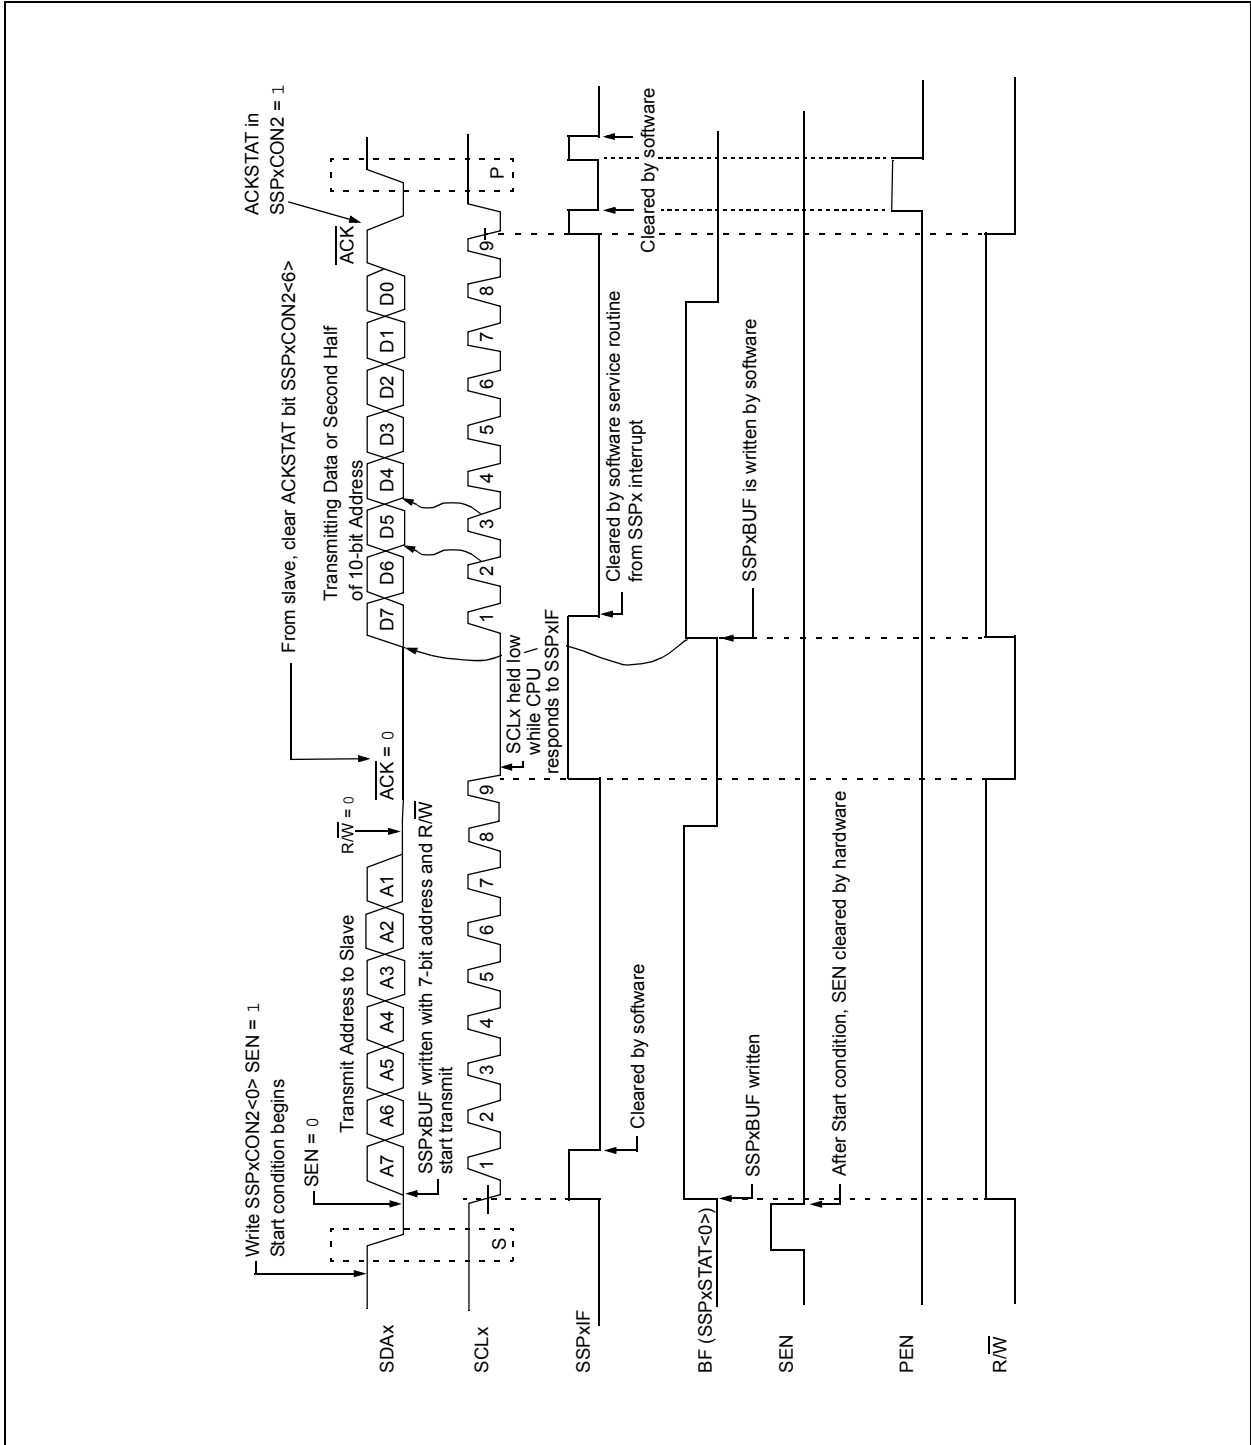 Write SSPxCON2<0> SEN = 1
Start condition begins
SEN = 0
Transmit Address to Slave
R/W = 0
ACK = 0
From slave, clear ACKSTAT bit SSPxCON2<6>
Transmitting Data or Second Half
of 10-bit Address
ACK
ACKSTAT in
SSPxCON2 = 1
SDAx
A7 A6 A5 A4 A3 A2 A1
D7 D6 D5 D4 D3 D2 D1 D0
SSPxBUF written with 7-bit address and R/W
start transmit
SCLx
S
1 2 3 4 5 6 7 8 9
1 2 3 4 5 6 7 8 9
P
SCLx held low
while CPU
responds to SSPxIF
SSPxIF
Cleared by software
Cleared by software service routine
from SSPx interrupt
Cleared by software
BF (SSPxSTAT<0>)
SSPxBUF written
SSPxBUF is written by software
SEN
After Start condition, SEN cleared by hardware
PEN
R/W